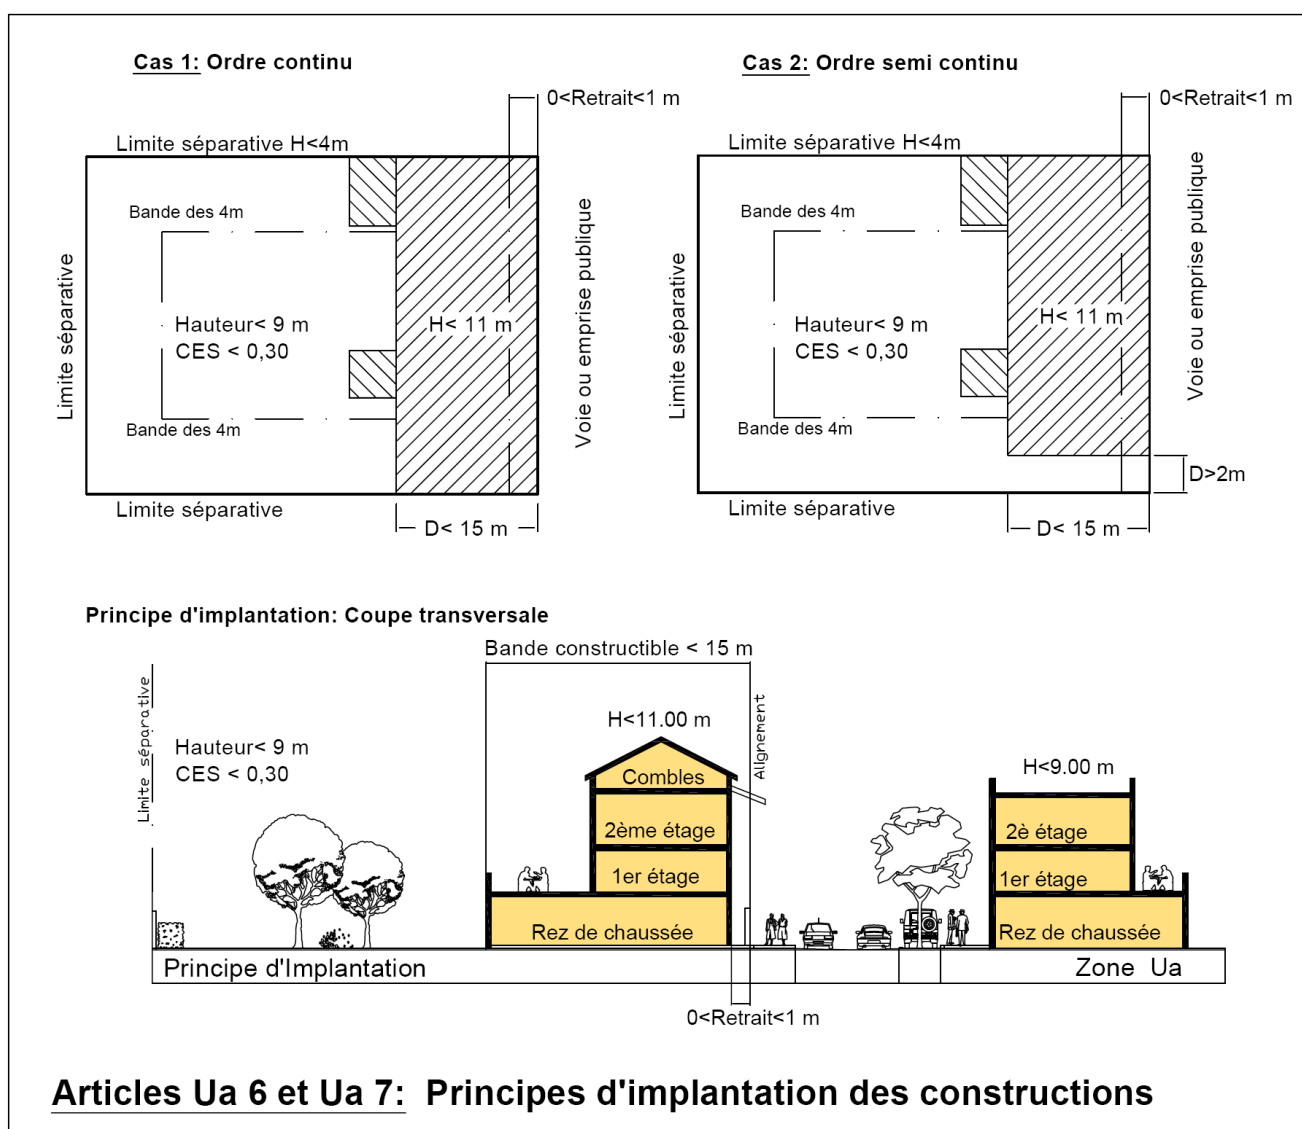 Cas 1: Ordre continu
0<Retrait<1 m
Limite séparative H<4m
Bande des 4m
Limite séparative
Hauteur< 9 m
CES < 0,30
H< 11 m
Voie ou emprise publique
Bande des 4m
Limite séparative
D< 15 m
Cas 2: Ordre semi continu
0<Retrait<1 m
Limite séparative H<4m
Bande des 4m
Limite séparative
Hauteur< 9 m
CES < 0,30
H< 11 m
Voie ou emprise publique
Bande des 4m
D>2m
Limite séparative
D< 15 m
Principe d'implantation: Coupe transversale
Bande constructible < 15 m
Limite séparative
Hauteur< 9 m
CES < 0,30
H<11.00 m
Alignement
Combles
2ème étage
1er étage
Rez de chaussée
H<9.00 m
2è étage
1er étage
Rez de chaussée
Principe d'Implantation
Zone Ua
0<Retrait<1 m
Articles Ua 6 et Ua 7: Principes d'implantation des constructions